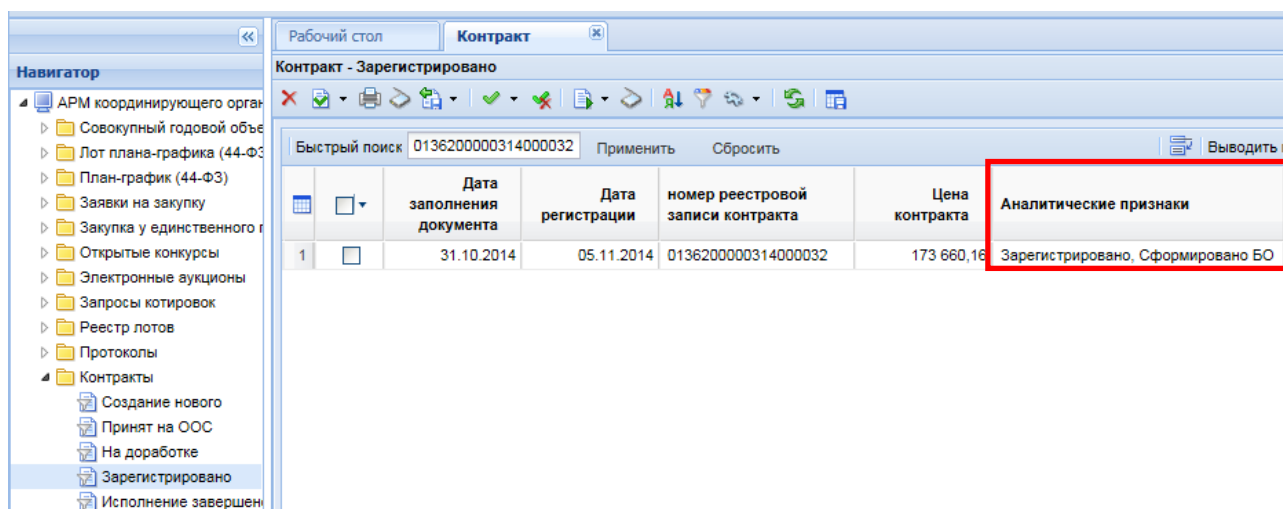 Рабочий стол
Контракт
Навигатор
Контракт - Зарегистрировано
АРМ координирующего орган
Совокупный годовой объе
Лот плана-графика (44-ФЗ
План-график (44-ФЗ)
Заявки на закупку
Закупка у единственного п
Открытые конкурсы
Электронные аукционы
Запросы котировок
Реестр лотов
Протоколы
Контракты
Создание нового
Принят на ООС
На доработке
Зарегистрировано
Исполнение завершен
Быстрый поиск 0136200000314000032 Применить Сбросить Выводить
Дата заполнения документа
Дата регистрации
номер реестровой записи контракта
Цена контракта
Аналитические признаки
1 31.10.2014 05.11.2014 0136200000314000032 173 660,16 Зарегистрировано, Сформировано БО